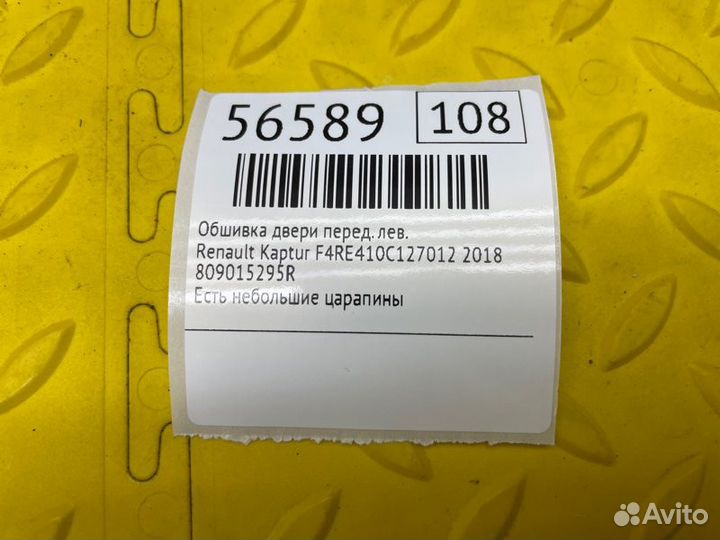 56589 108
Обшивка двери перед. лев.
Renault Kaptur F4RE410C127012 2018
809015295R
Есть небольшие царапины
Avito